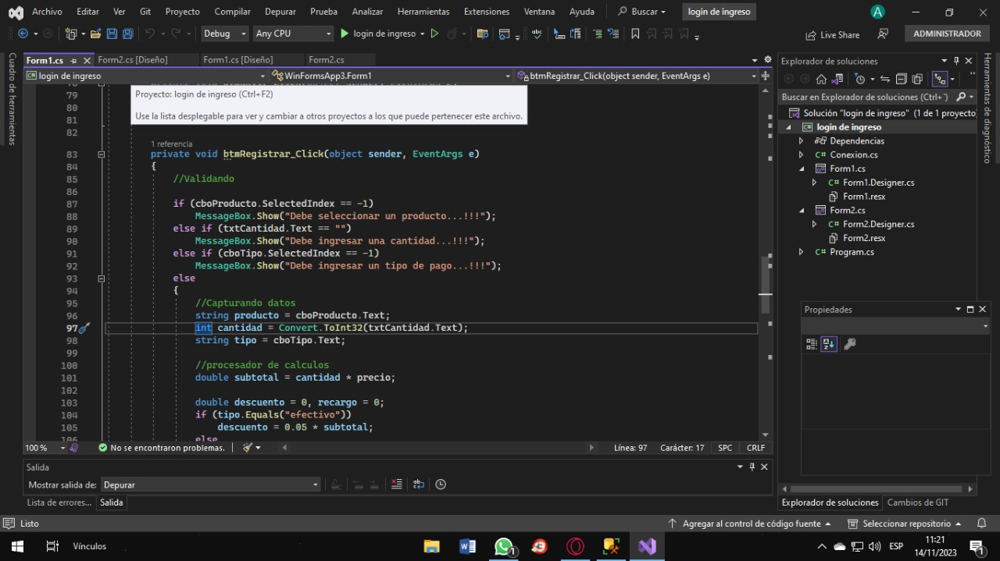 Archivo Editar Ver Git Proyecto Compilar Depurar Prueba Analizar Herramientas Extensiones Ventana Ayuda Buscar login de ingreso A
Debug Any CPU login de ingreso Live Share ADMINISTRADOR
Cuadro de herramientas
Form1.cs Form2.cs [Diseño] Form1.cs [Diseño] Form2.cs
login de ingreso WinFormsApp3.Form1 btmRegistrar_Click(object sender, EventArgs e)
Proyecto: login de ingreso (Ctrl+F2)
Use la lista desplegable para ver y cambiar a otros proyectos a los que puede pertenecer este archivo.
79
80
81
82
1 referencia
83 private void btmRegistrar_Click(object sender, EventArgs e)
84 {
85 //Validando
86
87 if (cboProducto.SelectedIndex == -1)
88 MessageBox.Show("Debe seleccionar un producto...!!!");
89 else if (txtCantidad.Text == "")
90 MessageBox.Show("Debe ingresar una cantidad...!!!");
91 else if (cboTipo.SelectedIndex == -1)
92 MessageBox.Show("Debe ingresar un tipo de pago...!!!");
93 else
94 {
95 //Capturando datos
96 string producto = cboProducto.Text;
97 int cantidad = Convert.ToInt32(txtCantidad.Text);
98 string tipo = cboTipo.Text;
99
100 //procesador de calculos
101 double subtotal = cantidad * precio;
102
103 double descuento = 0, recargo = 0;
104 if (tipo.Equals("efectivo"))
105 descuento = 0.05 * subtotal;
106 else
100 % No se encontraron problemas. Línea: 97 Carácter: 17 SPC CRLF
Salida
Mostrar salida de: Depurar
Lista de errores... Salida
Explorador de soluciones
Buscar en Explorador de soluciones (Ctrl+´)
Solución "login de ingreso" (1 de 1 proyecto
login de ingreso
Dependencias
C# Conexion.cs
Form1.cs
C# Form1.Designer.cs
Form1.resx
Form2.cs
C# Form2.Designer.cs
Form2.resx
C# Program.cs
Propiedades
Explorador de soluciones Cambios de GIT
Herramientas de diagnóstico
Listo Agregar al control de código fuente Seleccionar repositorio
Vínculos 1 ESP 11:21 14/11/2023 1